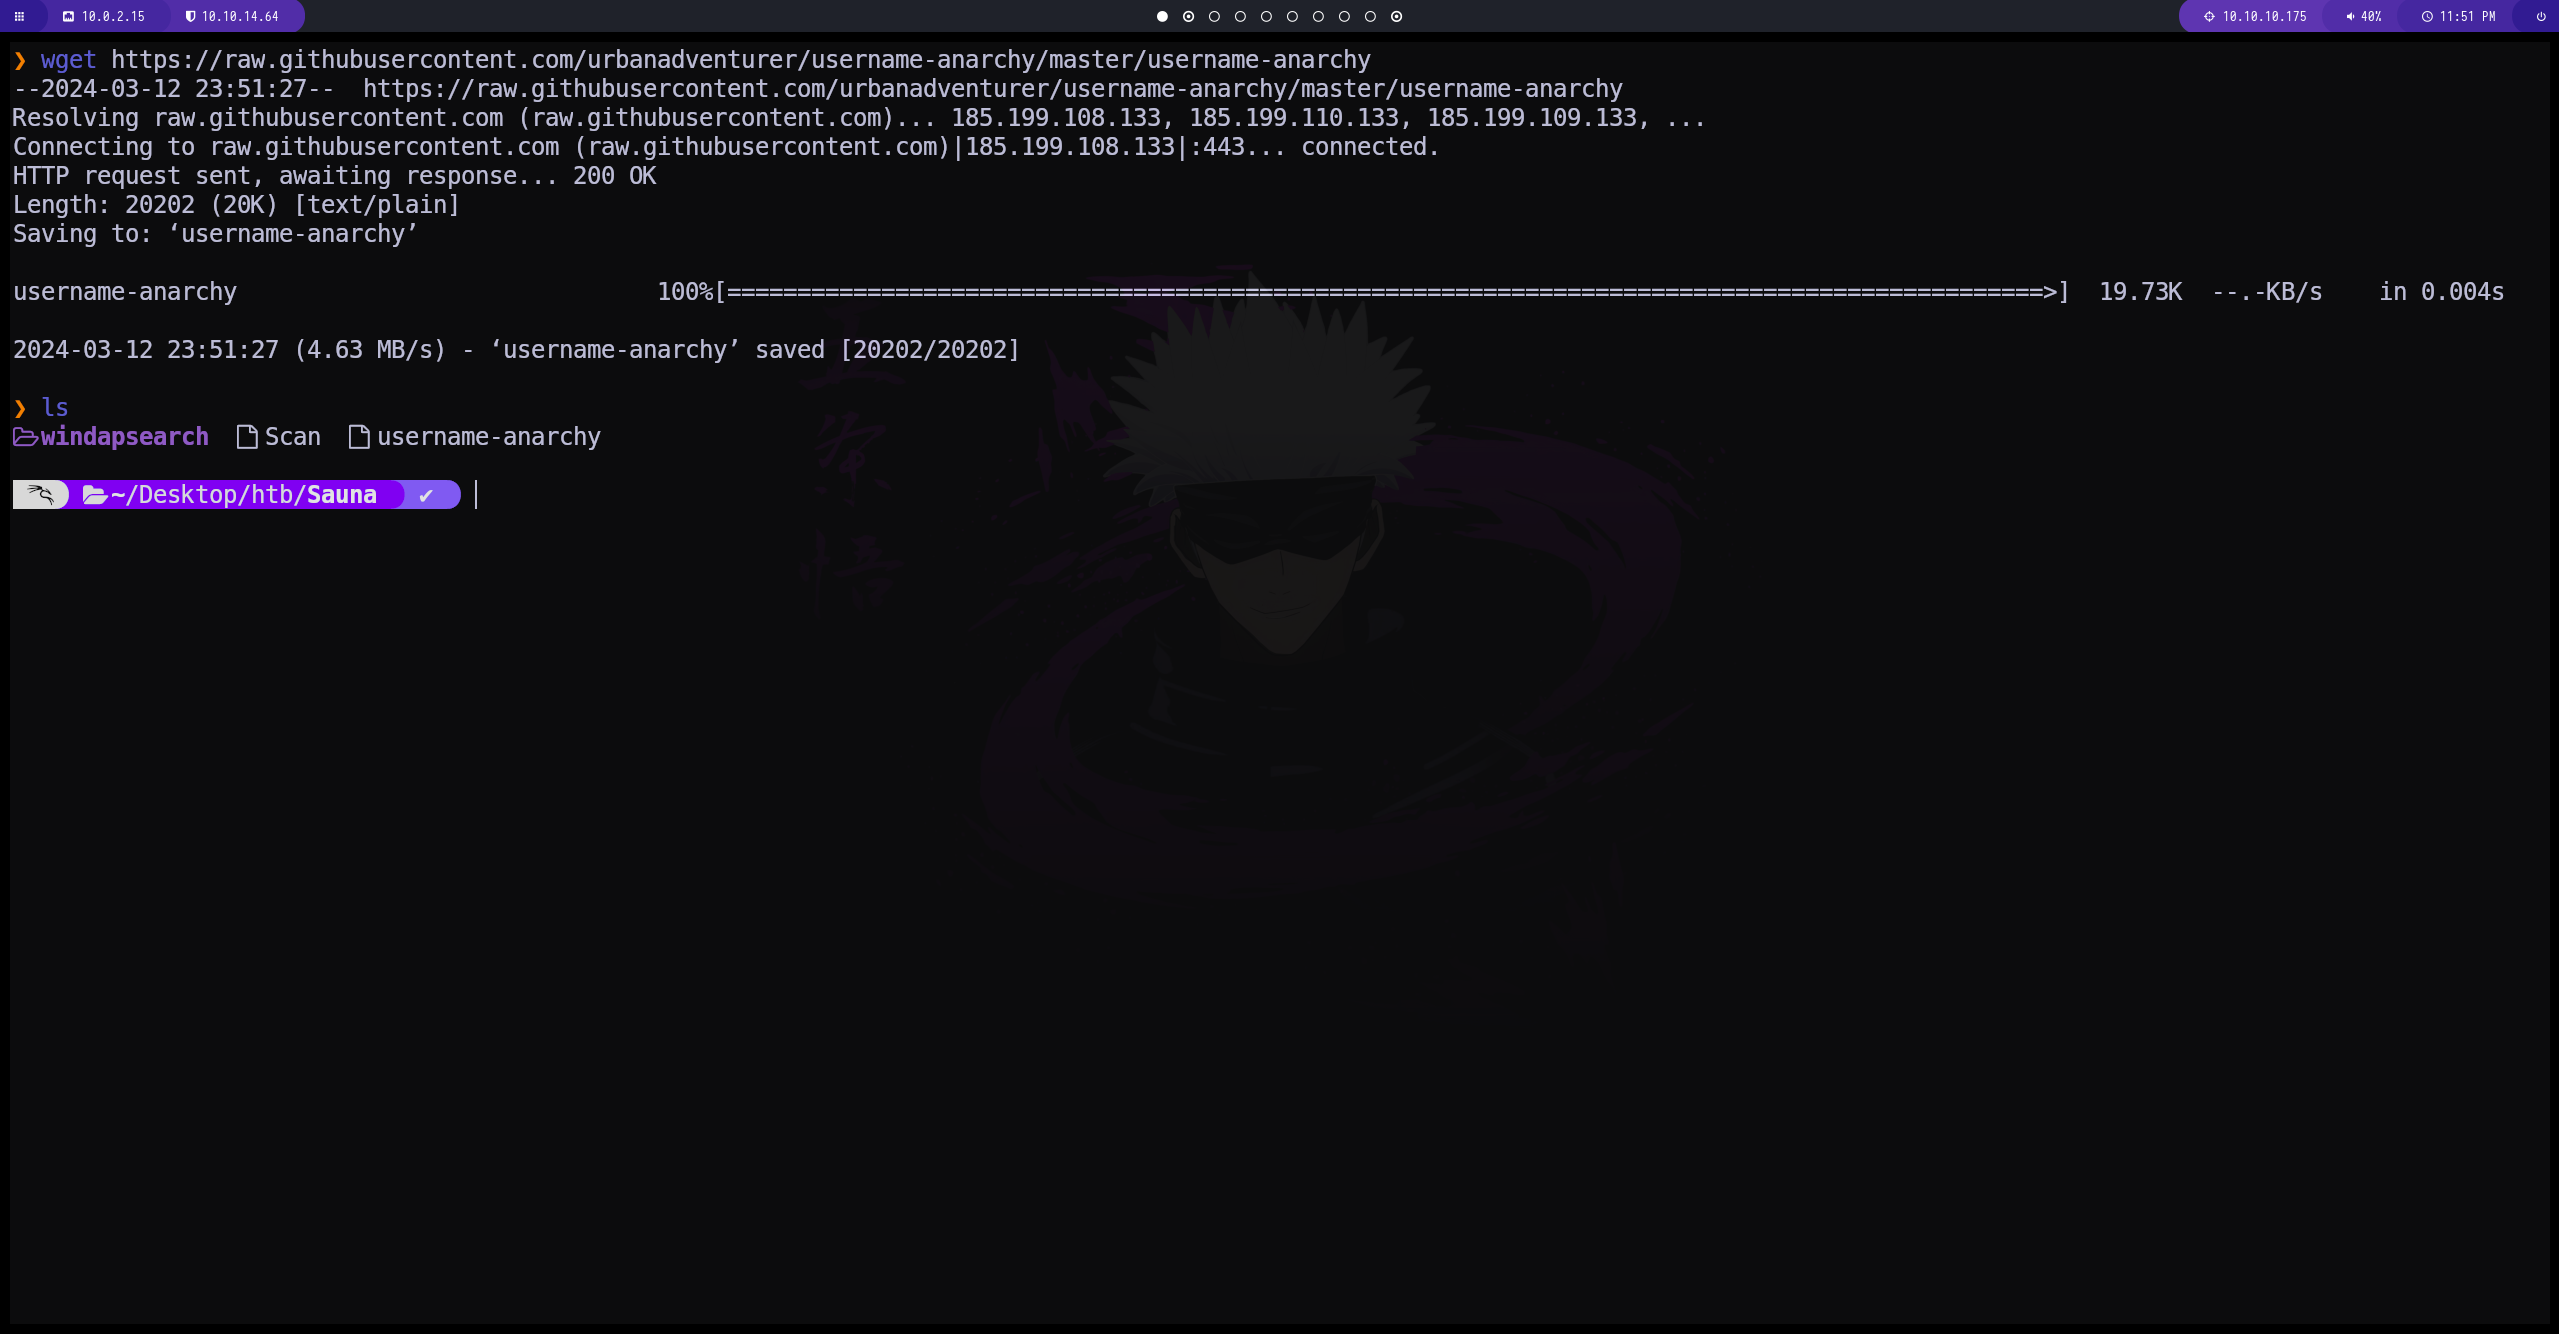 10.0.2.15 10.10.14.64 10.10.10.175 40% 11:51 PM
❯ wget https://raw.githubusercontent.com/urbanadventurer/username-anarchy/master/username-anarchy
--2024-03-12 23:51:27--  https://raw.githubusercontent.com/urbanadventurer/username-anarchy/master/username-anarchy
Resolving raw.githubusercontent.com (raw.githubusercontent.com)... 185.199.108.133, 185.199.110.133, 185.199.109.133, ...
Connecting to raw.githubusercontent.com (raw.githubusercontent.com)|185.199.108.133|:443... connected.
HTTP request sent, awaiting response... 200 OK
Length: 20202 (20K) [text/plain]
Saving to: ‘username-anarchy’
username-anarchy 100%[==============================================================================================>] 19.73K --.-KB/s in 0.004s
2024-03-12 23:51:27 (4.63 MB/s) - ‘username-anarchy’ saved [20202/20202]
❯ ls
windapsearch Scan username-anarchy
~/Desktop/htb/Sauna ✔